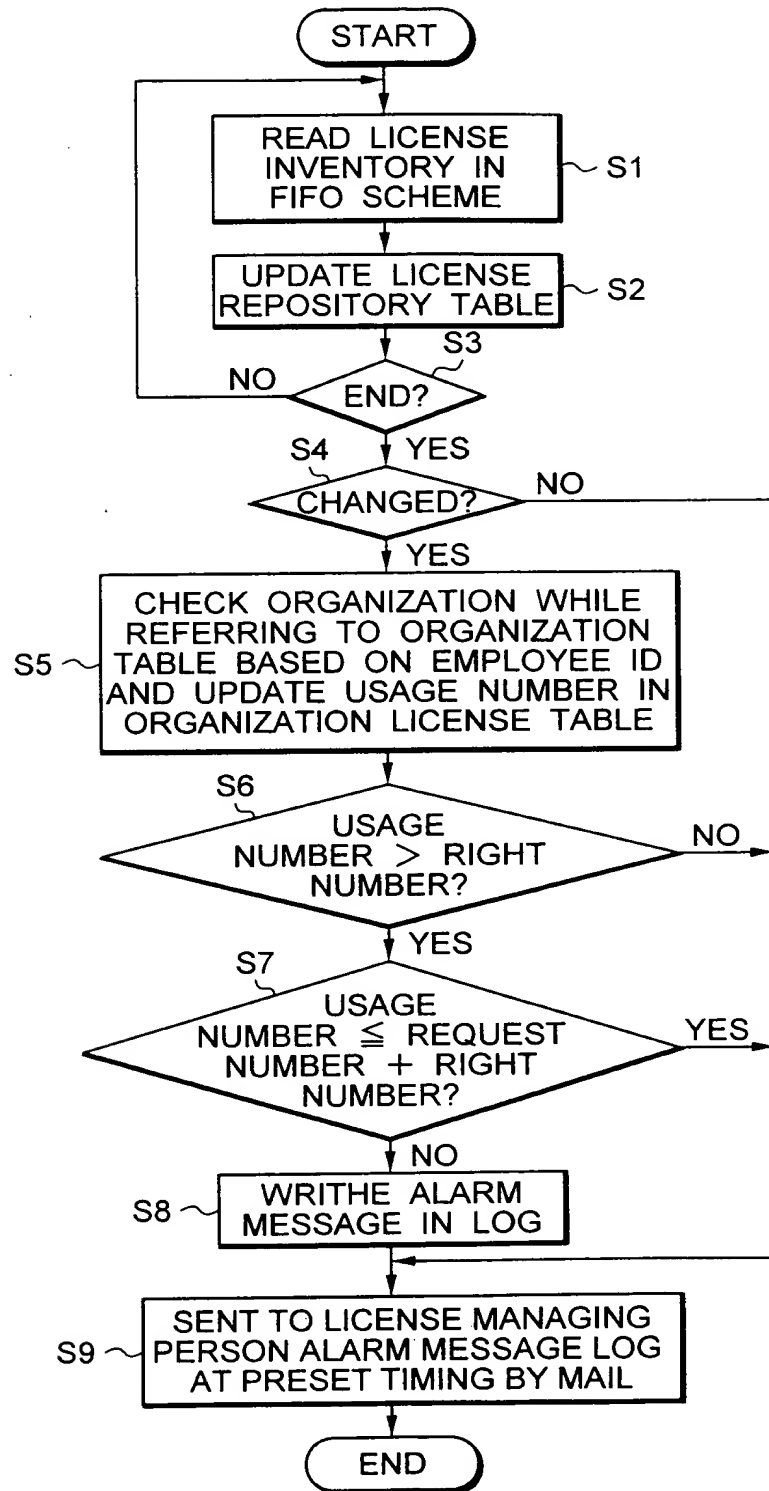 START
READ LICENSE
INVENTORY IN
FIFO SCHEME
S1
UPDATE LICENSE
REPOSITORY TABLE
S2
S3
NO
END?
YES
S4
CHANGED?
NO
YES
CHECK ORGANIZATION WHILE
REFERRING TO ORGANIZATION
TABLE BASED ON EMPLOYEE ID
AND UPDATE USAGE NUMBER IN
ORGANIZATION LICENSE TABLE
S5
S6
USAGE
NUMBER > RIGHT
NUMBER?
NO
YES
S7
USAGE
NUMBER ≦ REQUEST
NUMBER + RIGHT
NUMBER?
YES
NO
S8
WRITHE ALARM
MESSAGE IN LOG
S9
SENT TO LICENSE MANAGING
PERSON ALARM MESSAGE LOG
AT PRESET TIMING BY MAIL
END